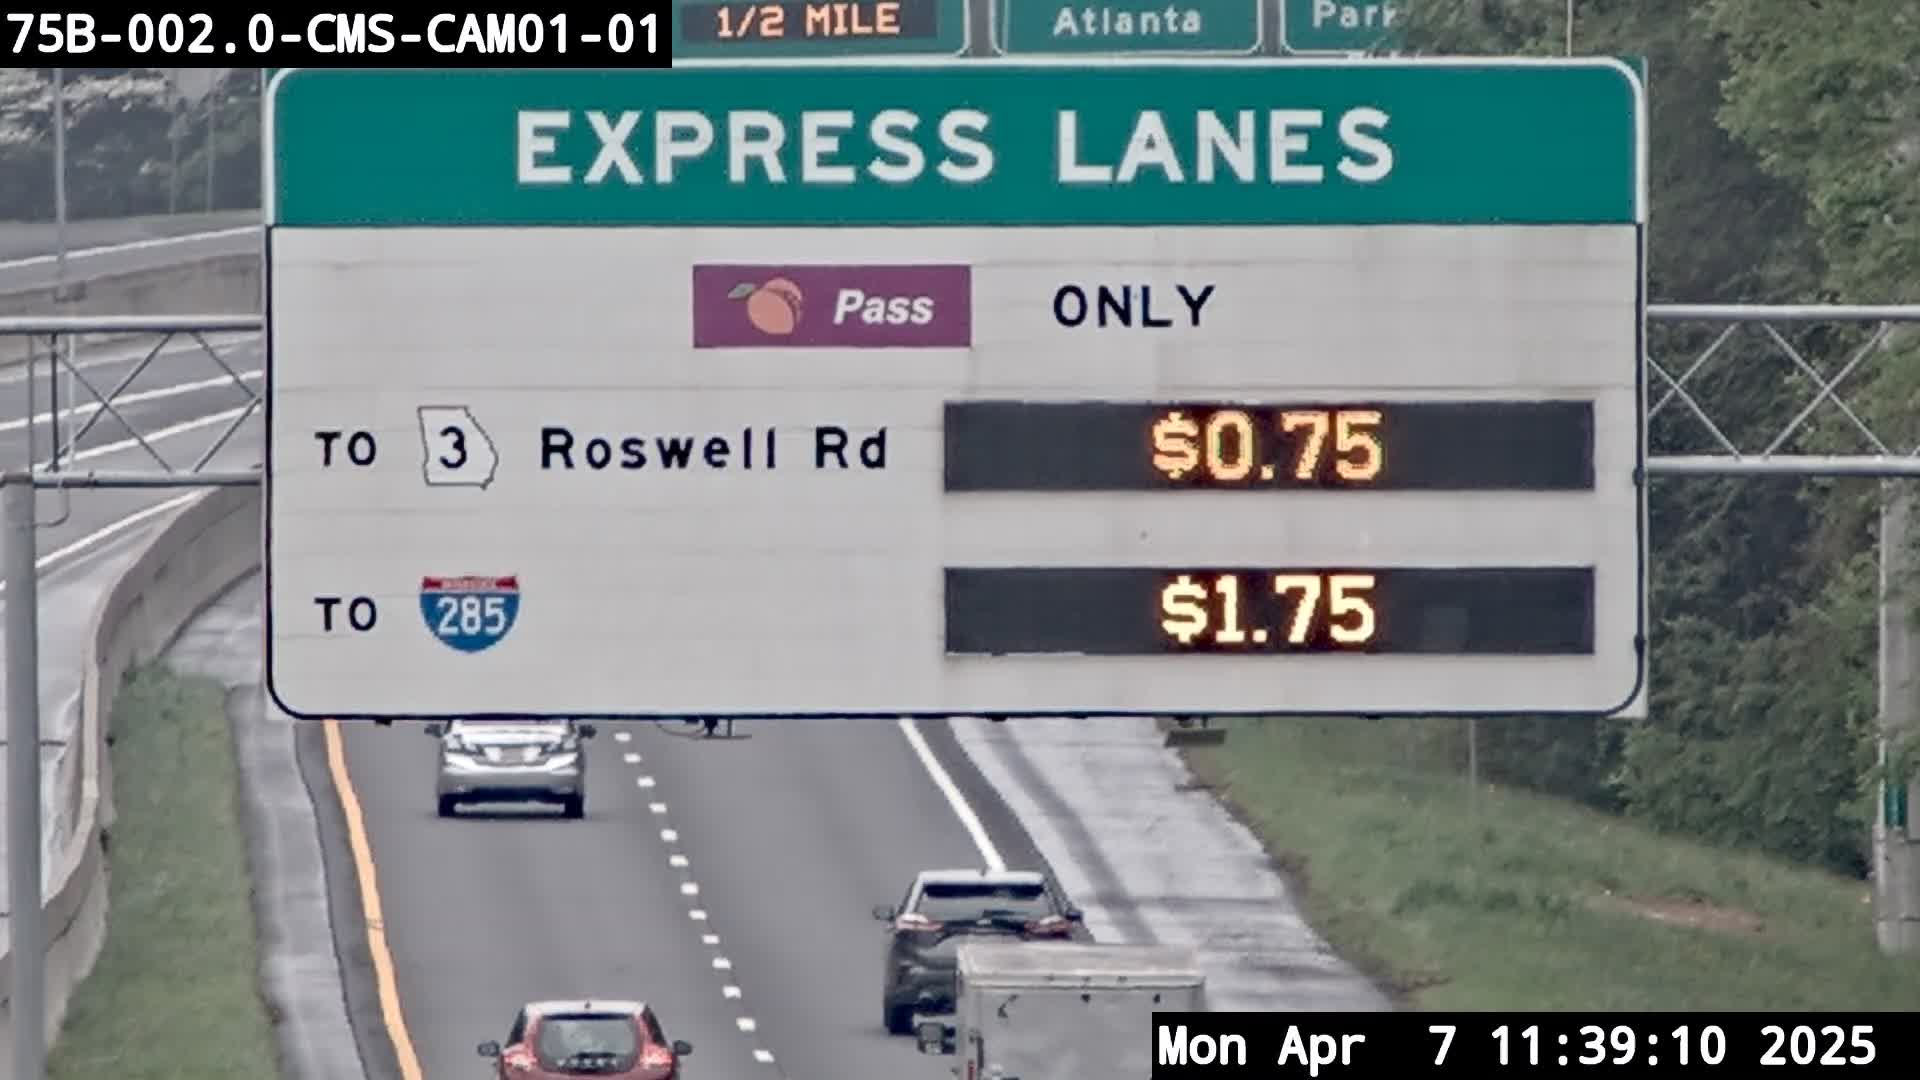 75B-002.0-CMS-CAM01-01
1/2 MILE
Atlanta
Park
EXPRESS LANES
Pass ONLY
TO 3 Roswell Rd $0.75
TO 285 $1.75
Mon Apr 7 11:39:10 2025